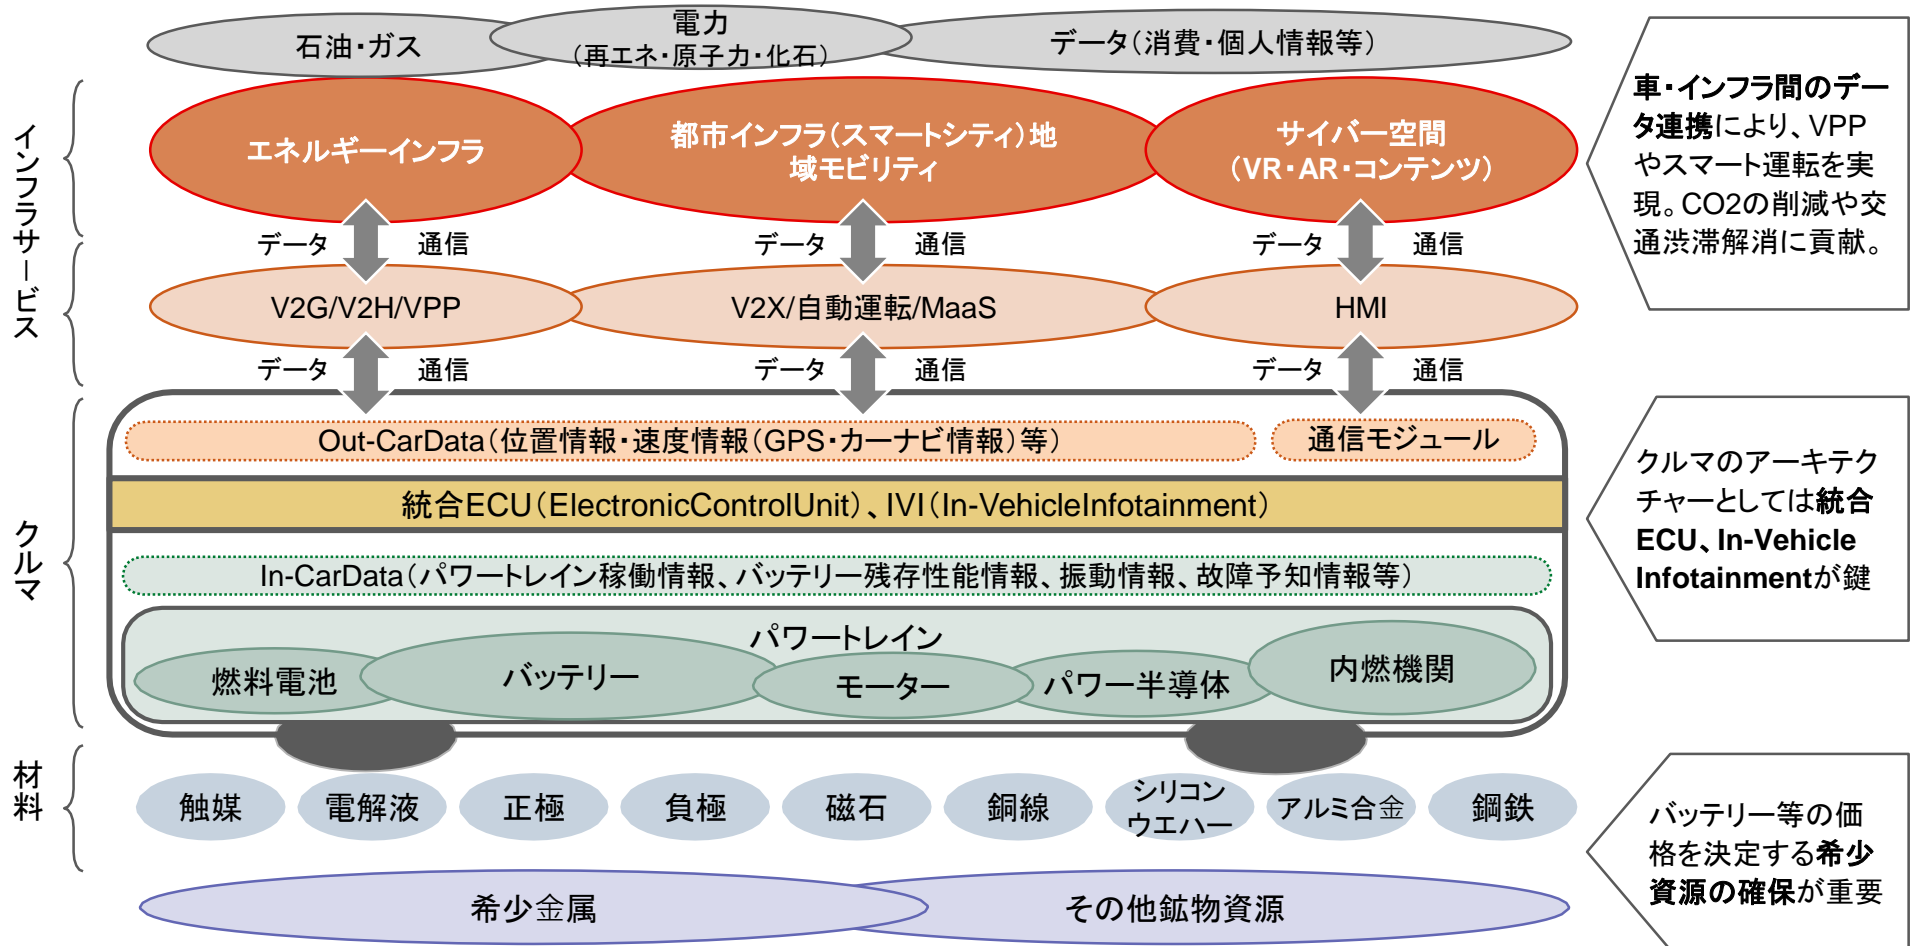 石油・ガス
電力
（再エネ・原子力・化石）
データ（消費・個人情報等）
インフラ
サービス
エネルギーインフラ
都市インフラ（スマートシティ）地
域モビリティ
サイバー空間
（VR・AR・コンテンツ）
データ 通信
データ 通信
データ 通信
V2G/V2H/VPP
V2X/自動運転/MaaS
HMI
データ 通信
データ 通信
データ 通信
車・インフラ間のデー
タ連携により、VPP
やスマート運転を実
現。CO2の削減や交
通渋滞解消に貢献。
クルマ
Out-CarData（位置情報・速度情報（GPS・カーナビ情報）等）
通信モジュール
統合ECU（ElectronicControlUnit）、IVI（In-VehicleInfotainment）
In-CarData（パワートレイン稼働情報、バッテリー残存性能情報、振動情報、故障予知情報等）
パワートレイン
燃料電池
バッテリー
モーター
パワー半導体
内燃機関
クルマのアーキテク
チャーとしては統合
ECU、In-Vehicle
Infotainmentが鍵
材料
触媒
電解液
正極
負極
磁石
銅線
シリコン
ウエハー
アルミ合金
鋼鉄
希少金属
その他鉱物資源
バッテリー等の価
格を決定する希少
資源の確保が重要